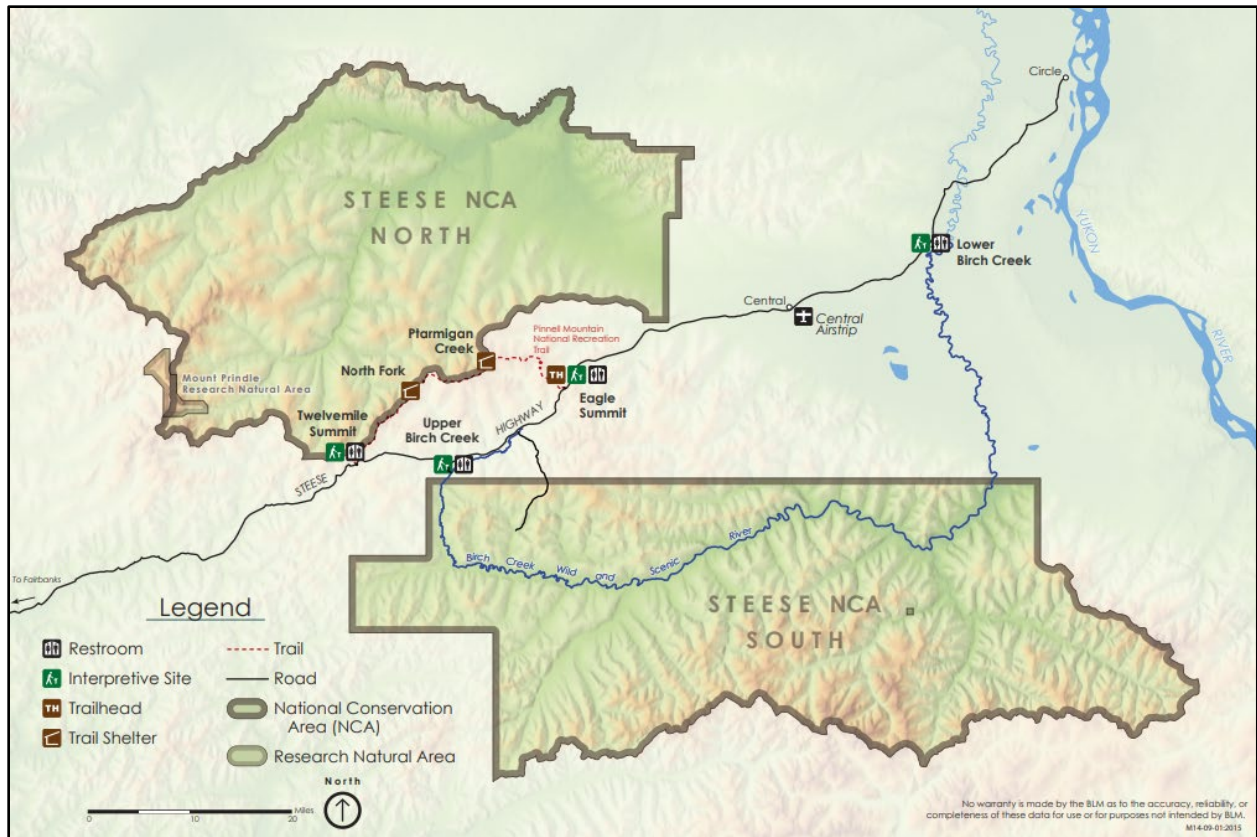 Circle
YUKON
RIVER
STEESE NCA
NORTH
Lower
Birch Creek
Central
Central
Airstrip
Ptarmigan
Creek
Pinnell Mountain
National Recreation
Trail
North Fork
Mount Prindle
Research Natural Area
Eagle
Summit
Twelvemile
Summit
Upper
Birch Creek
STEESE
HIGHWAY
Birch Creek Wild and Scenic River
To Fairbanks
STEESE NCA
SOUTH
Legend
Restroom
Interpretive Site
TH Trailhead
Trail Shelter
Trail
Road
National Conservation
Area (NCA)
Research Natural Area
North
0 10 20 Miles
TH
No warranty is made by the BLM as to the accuracy, reliability, or
completeness of these data for use or for purposes not intended by BLM.
M14-09-01:2015